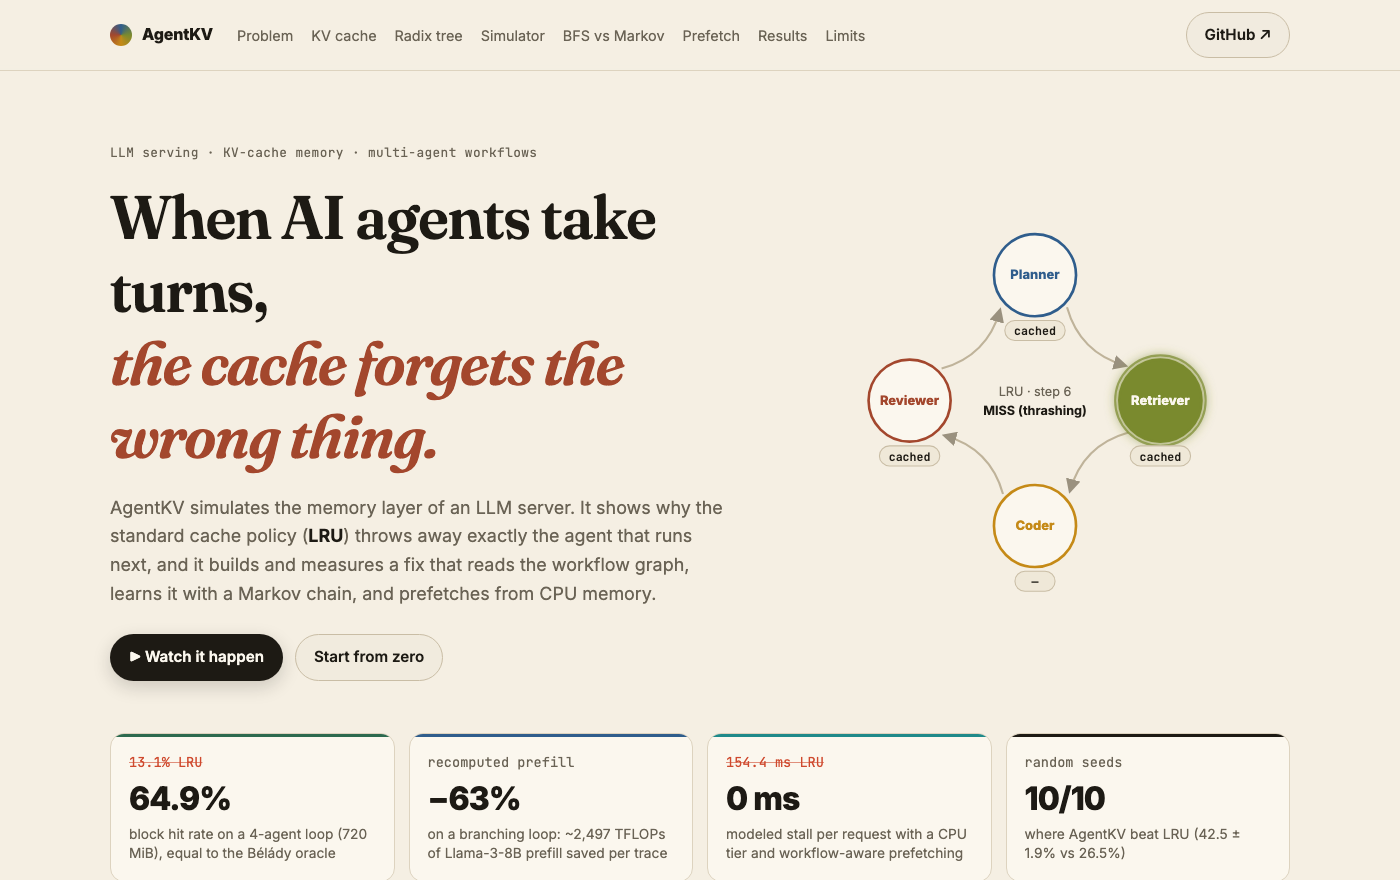 AgentKV
Problem
KV cache
Radix tree
Simulator
BFS vs Markov
Prefetch
Results
Limits
GitHub ↗
LLM serving · KV-cache memory · multi-agent workflows
When AI agents take
turns,
the cache forgets the
wrong thing.
AgentKV simulates the memory layer of an LLM server. It shows why the
standard cache policy (LRU) throws away exactly the agent that runs
next, and it builds and measures a fix that reads the workflow graph,
learns it with a Markov chain, and prefetches from CPU memory.
▶ Watch it happen
Start from zero
Planner
cached
Reviewer
cached
LRU · step 6
MISS (thrashing)
Retriever
cached
Coder
–
13.1% LRU
64.9%
block hit rate on a 4-agent loop (720
MiB), equal to the Bélády oracle
recomputed prefill
−63%
on a branching loop: ~2,497 TFLOPs
of Llama-3-8B prefill saved per trace
154.4 ms LRU
0 ms
modeled stall per request with a CPU
tier and workflow-aware prefetching
random seeds
10/10
where AgentKV beat LRU (42.5 ±
1.9% vs 26.5%)